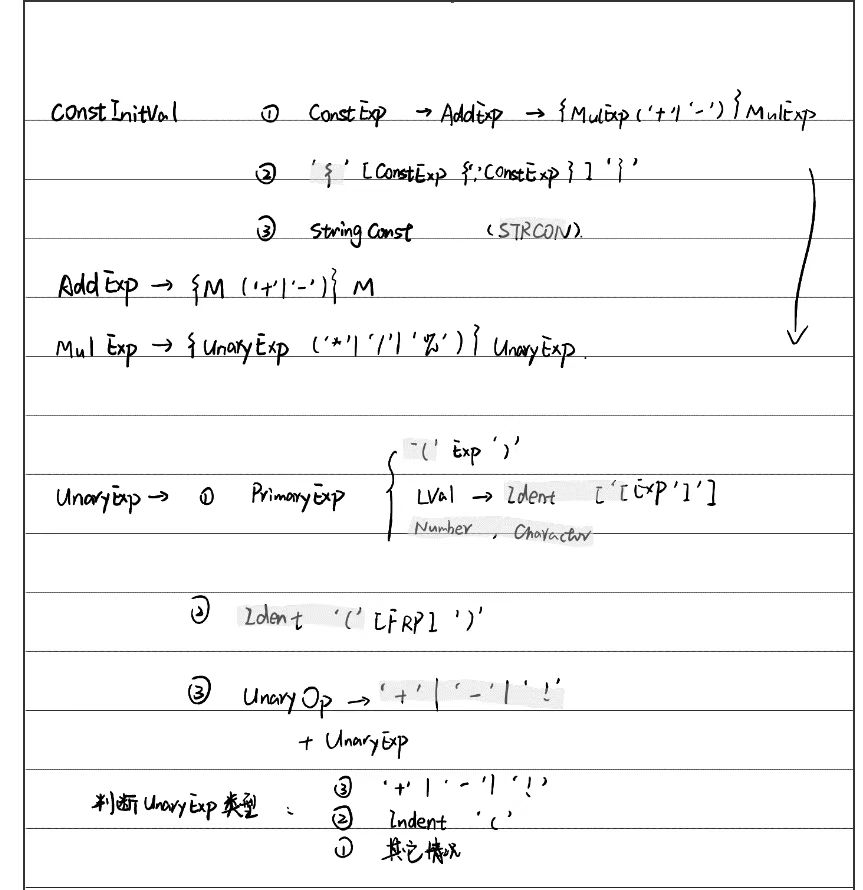 ConstInitVal ① ConstExp → AddExp → {MulExp ('+'|'-')} MulExp
② '{' [ConstExp {','ConstExp}] '}'
③ StringConst (STRCON)
AddExp → {M ('+'|'-')} M
MulExp → {UnaryExp ('*'|'/'|'%')} UnaryExp.
'(' Exp ')'
UnaryExp → ① PrimaryExp { LVal → Ident ['[Exp']']
Number , Charactor
② Ident '(' [FRP] ')'
③ UnaryOp → '+'|'-'|'!'
+ UnaryExp
判断UnaryExp类型 : ③ '+'|'-'|'!'
② Indent '('
① 其它情况